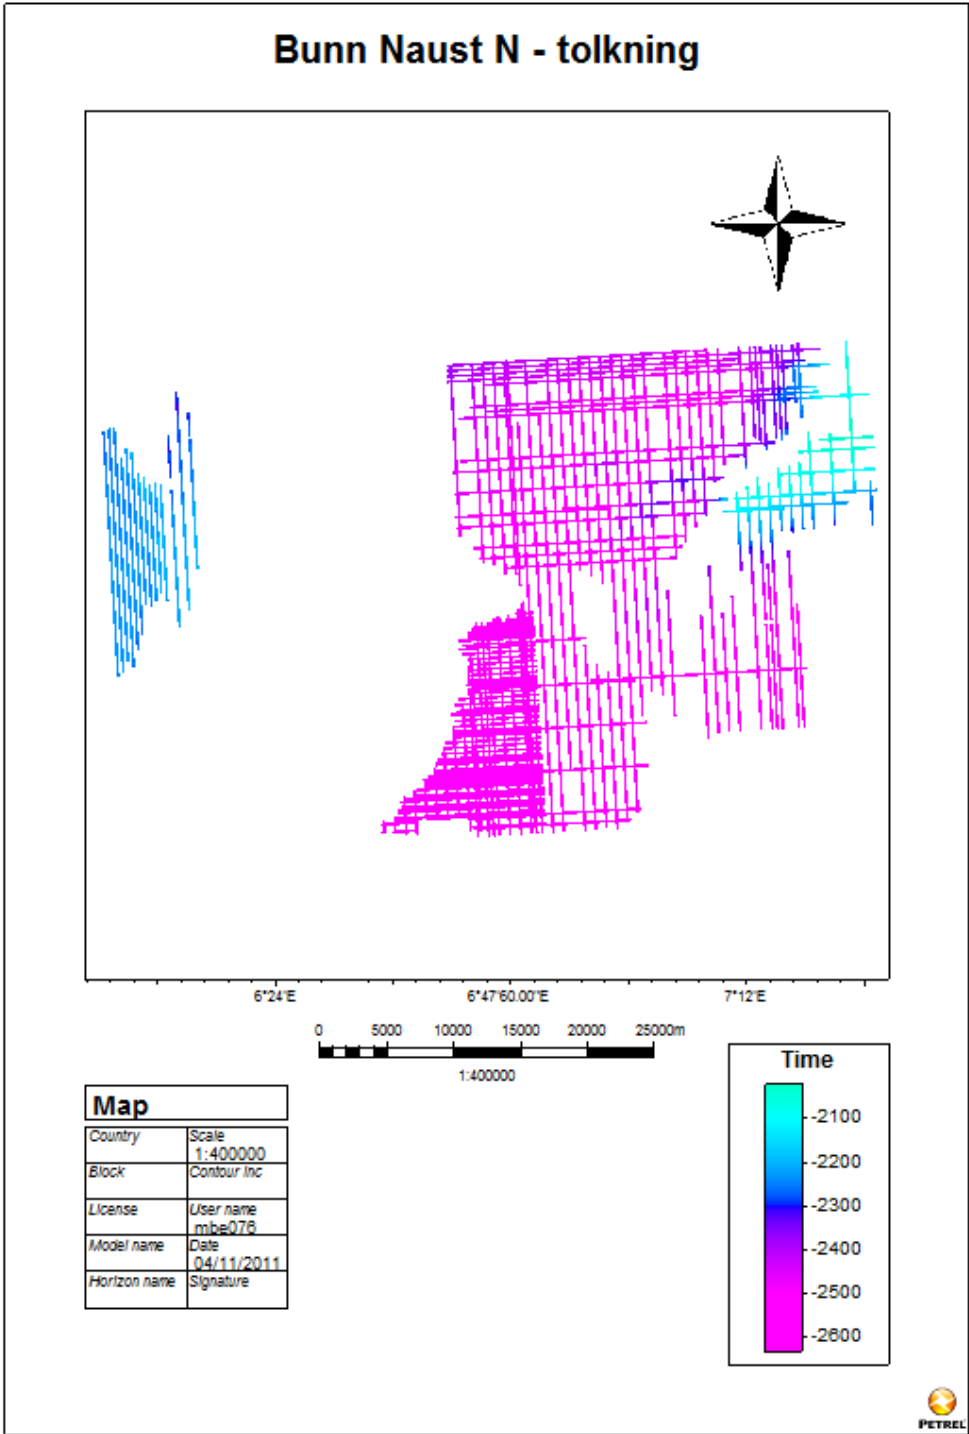 Bunn Naust N - tolkning
6°24'E 6°47'60.00"E 7°12'E
0 5000 10000 15000 20000 25000m
1:400000
Time
-2100
-2200
-2300
-2400
-2500
-2600
Map
Country Scale
1:400000
Block Contour inc
License User name
mbe076
Model name Date
04/11/2011
Horizon name Signature
PETREL